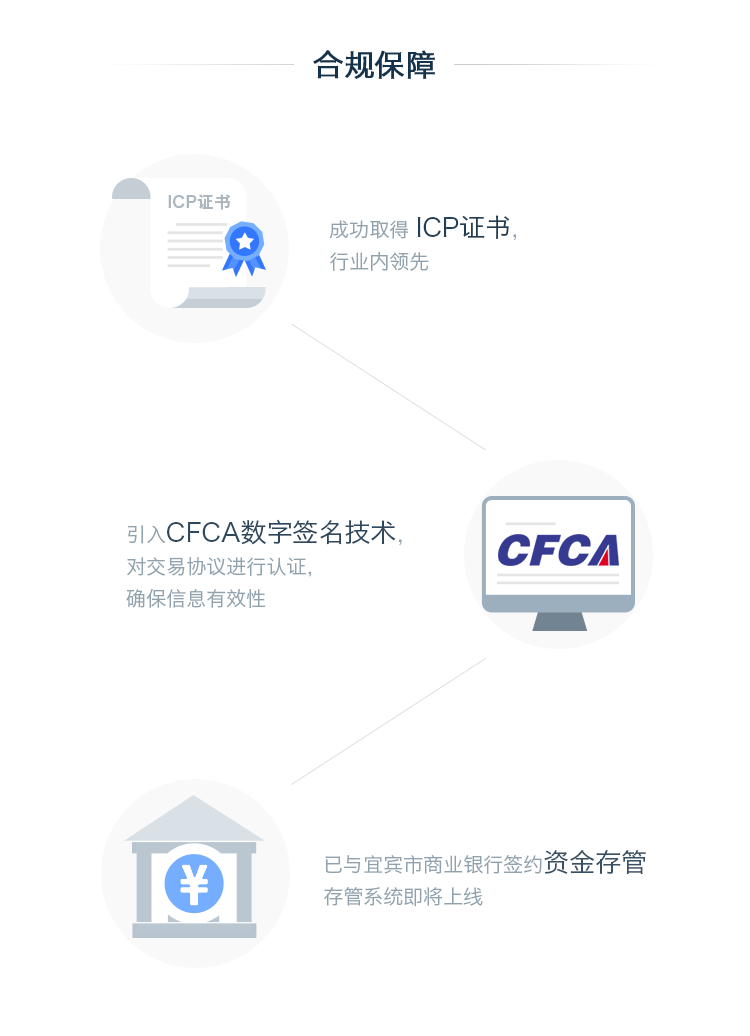 合规保障
ICP证书
成功取得 ICP证书,
行业内领先
引入CFCA数字签名技术,
对交易协议进行认证,
确保信息有效性
CFCA
¥
已与宜宾市商业银行签约资金存管
存管系统即将上线